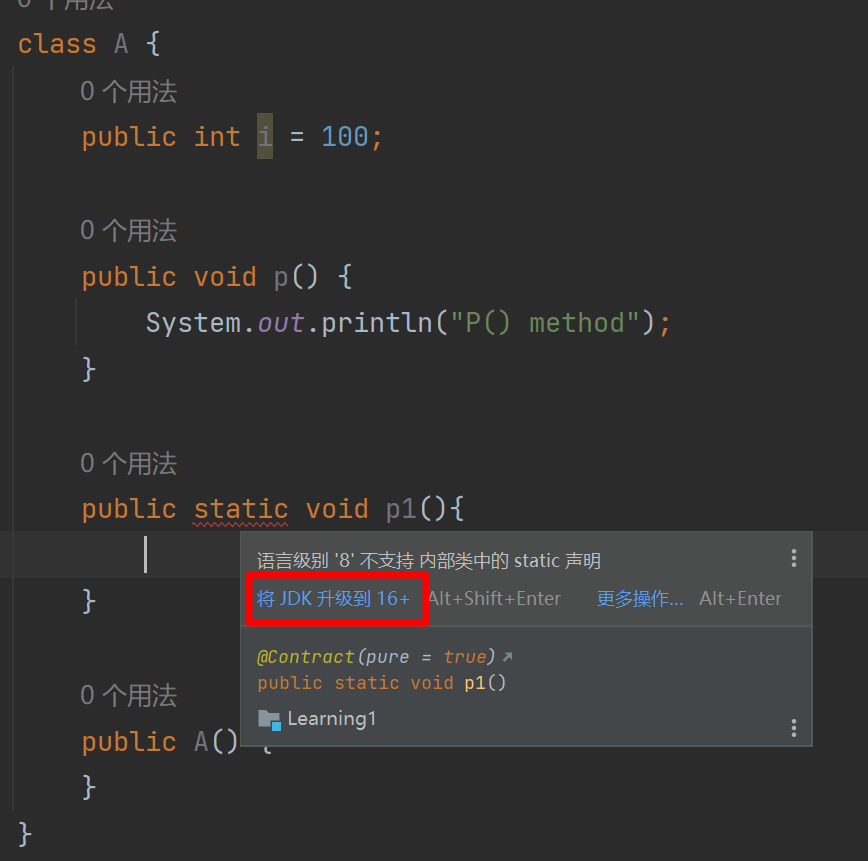 0 个用法
class A {
0 个用法
public int i = 100;
0 个用法
public void p() {
System.out.println("P() method");
}
0 个用法
public static void p1(){
语言级别 '8' 不支持 内部类中的 static 声明
将 JDK 升级到 16+ Alt+Shift+Enter 更多操作... Alt+Enter
}
@Contract(pure = true)
public static void p1()
0 个用法
Learning1
public A() {
}
}